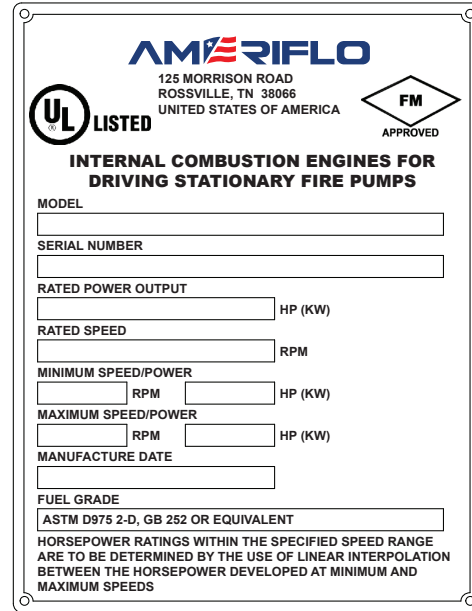 AMERIFLO
125 MORRISON ROAD
ROSSVILLE, TN 38066
UNITED STATES OF AMERICA
UL
®
LISTED
FM
APPROVED
INTERNAL COMBUSTION ENGINES FOR
DRIVING STATIONARY FIRE PUMPS
MODEL
SERIAL NUMBER
RATED POWER OUTPUT
HP (KW)
RATED SPEED
RPM
MINIMUM SPEED/POWER
RPM HP (KW)
MAXIMUM SPEED/POWER
RPM HP (KW)
MANUFACTURE DATE
FUEL GRADE
ASTM D975 2-D, GB 252 OR EQUIVALENT
HORSEPOWER RATINGS WITHIN THE SPECIFIED SPEED RANGE
ARE TO BE DETERMINED BY THE USE OF LINEAR INTERPOLATION
BETWEEN THE HORSEPOWER DEVELOPED AT MINIMUM AND
MAXIMUM SPEEDS